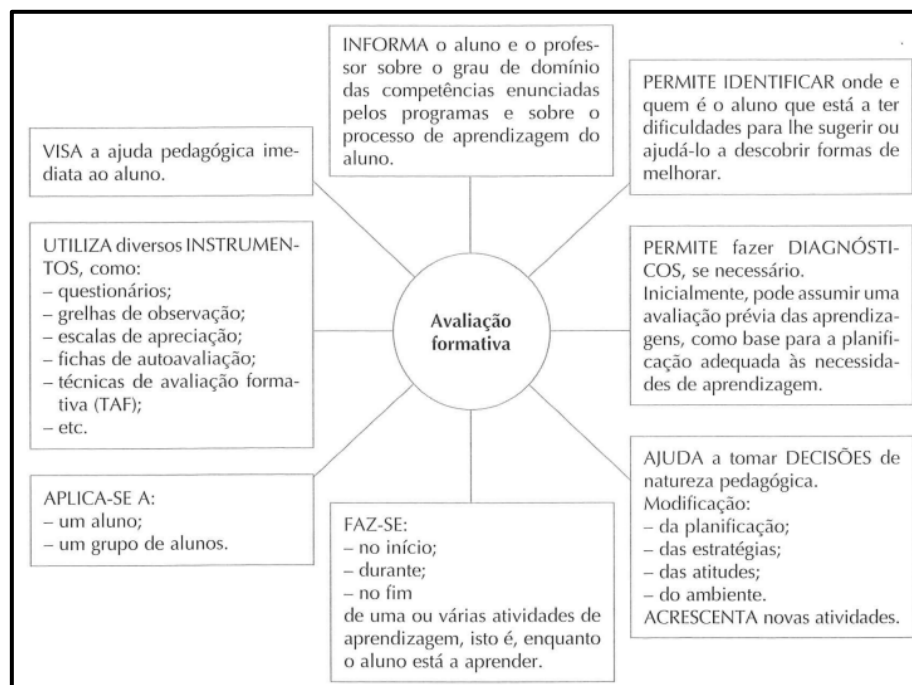 INFORMA o aluno e o profes-
sor sobre o grau de domínio
das competências enunciadas
pelos programas e sobre o
processo de aprendizagem do
aluno.
PERMITE IDENTIFICAR onde e
quem é o aluno que está a ter
dificuldades para lhe sugerir ou
ajudá-lo a descobrir formas de
melhorar.
VISA a ajuda pedagógica ime-
diata ao aluno.
UTILIZA diversos INSTRUMEN-
TOS, como:
– questionários;
– grelhas de observação;
– escalas de apreciação;
– fichas de autoavaliação;
– técnicas de avaliação forma-
tiva (TAF);
– etc.
Avaliação
formativa
PERMITE fazer DIAGNÓSTI-
COS, se necessário.
Inicialmente, pode assumir uma
avaliação prévia das aprendiza-
gens, como base para a planifi-
cação adequada às necessida-
des de aprendizagem.
APLICA-SE A:
– um aluno;
– um grupo de alunos.
FAZ-SE:
– no início;
– durante;
– no fim
de uma ou várias atividades de
aprendizagem, isto é, enquanto
o aluno está a aprender.
AJUDA a tomar DECISÕES de
natureza pedagógica.
Modificação:
– da planificação;
– das estratégias;
– das atitudes;
– do ambiente.
ACRESCENTA novas atividades.